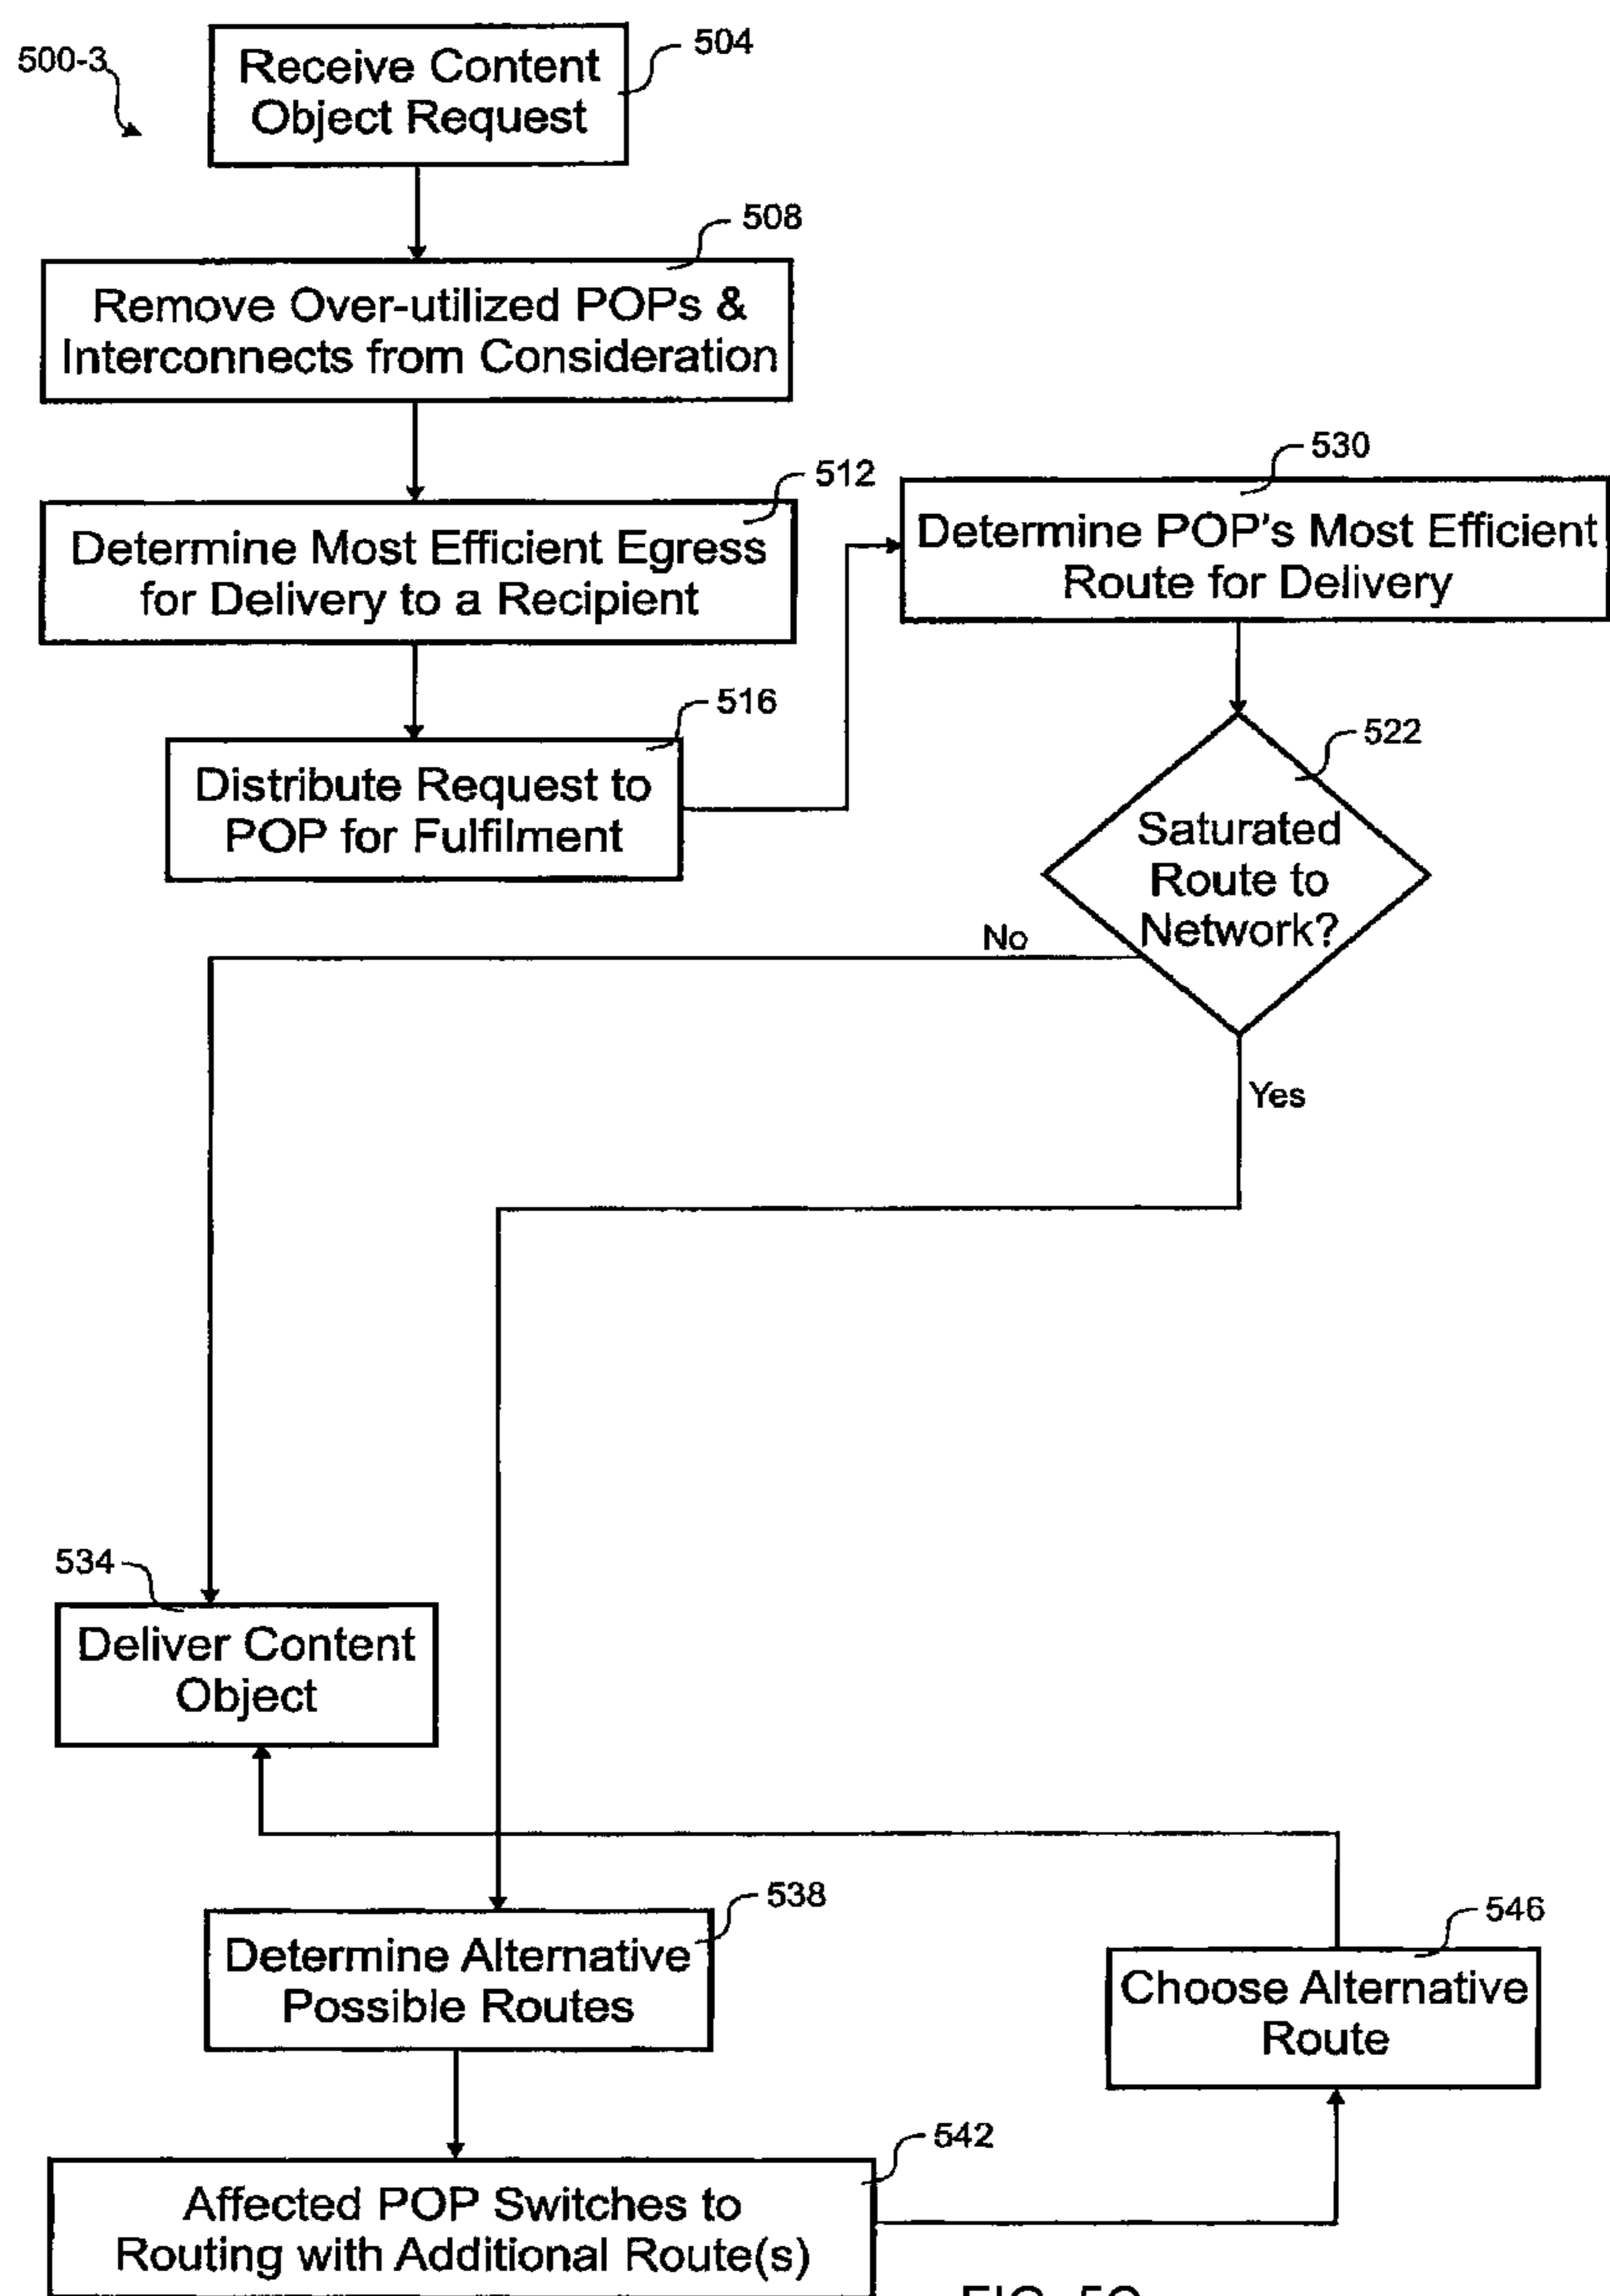 500-3
Receive Content
Object Request
504
508
Remove Over-utilized POPs &
Interconnects from Consideration
512
Determine Most Efficient Egress
for Delivery to a Recipient
516
Distribute Request to
POP for Fulfilment
530
Determine POP's Most Efficient
Route for Delivery
522
Saturated
Route to
Network?
No
Yes
534
Deliver Content
Object
538
Determine Alternative
Possible Routes
546
Choose Alternative
Route
542
Affected POP Switches to
Routing with Additional Route(s)